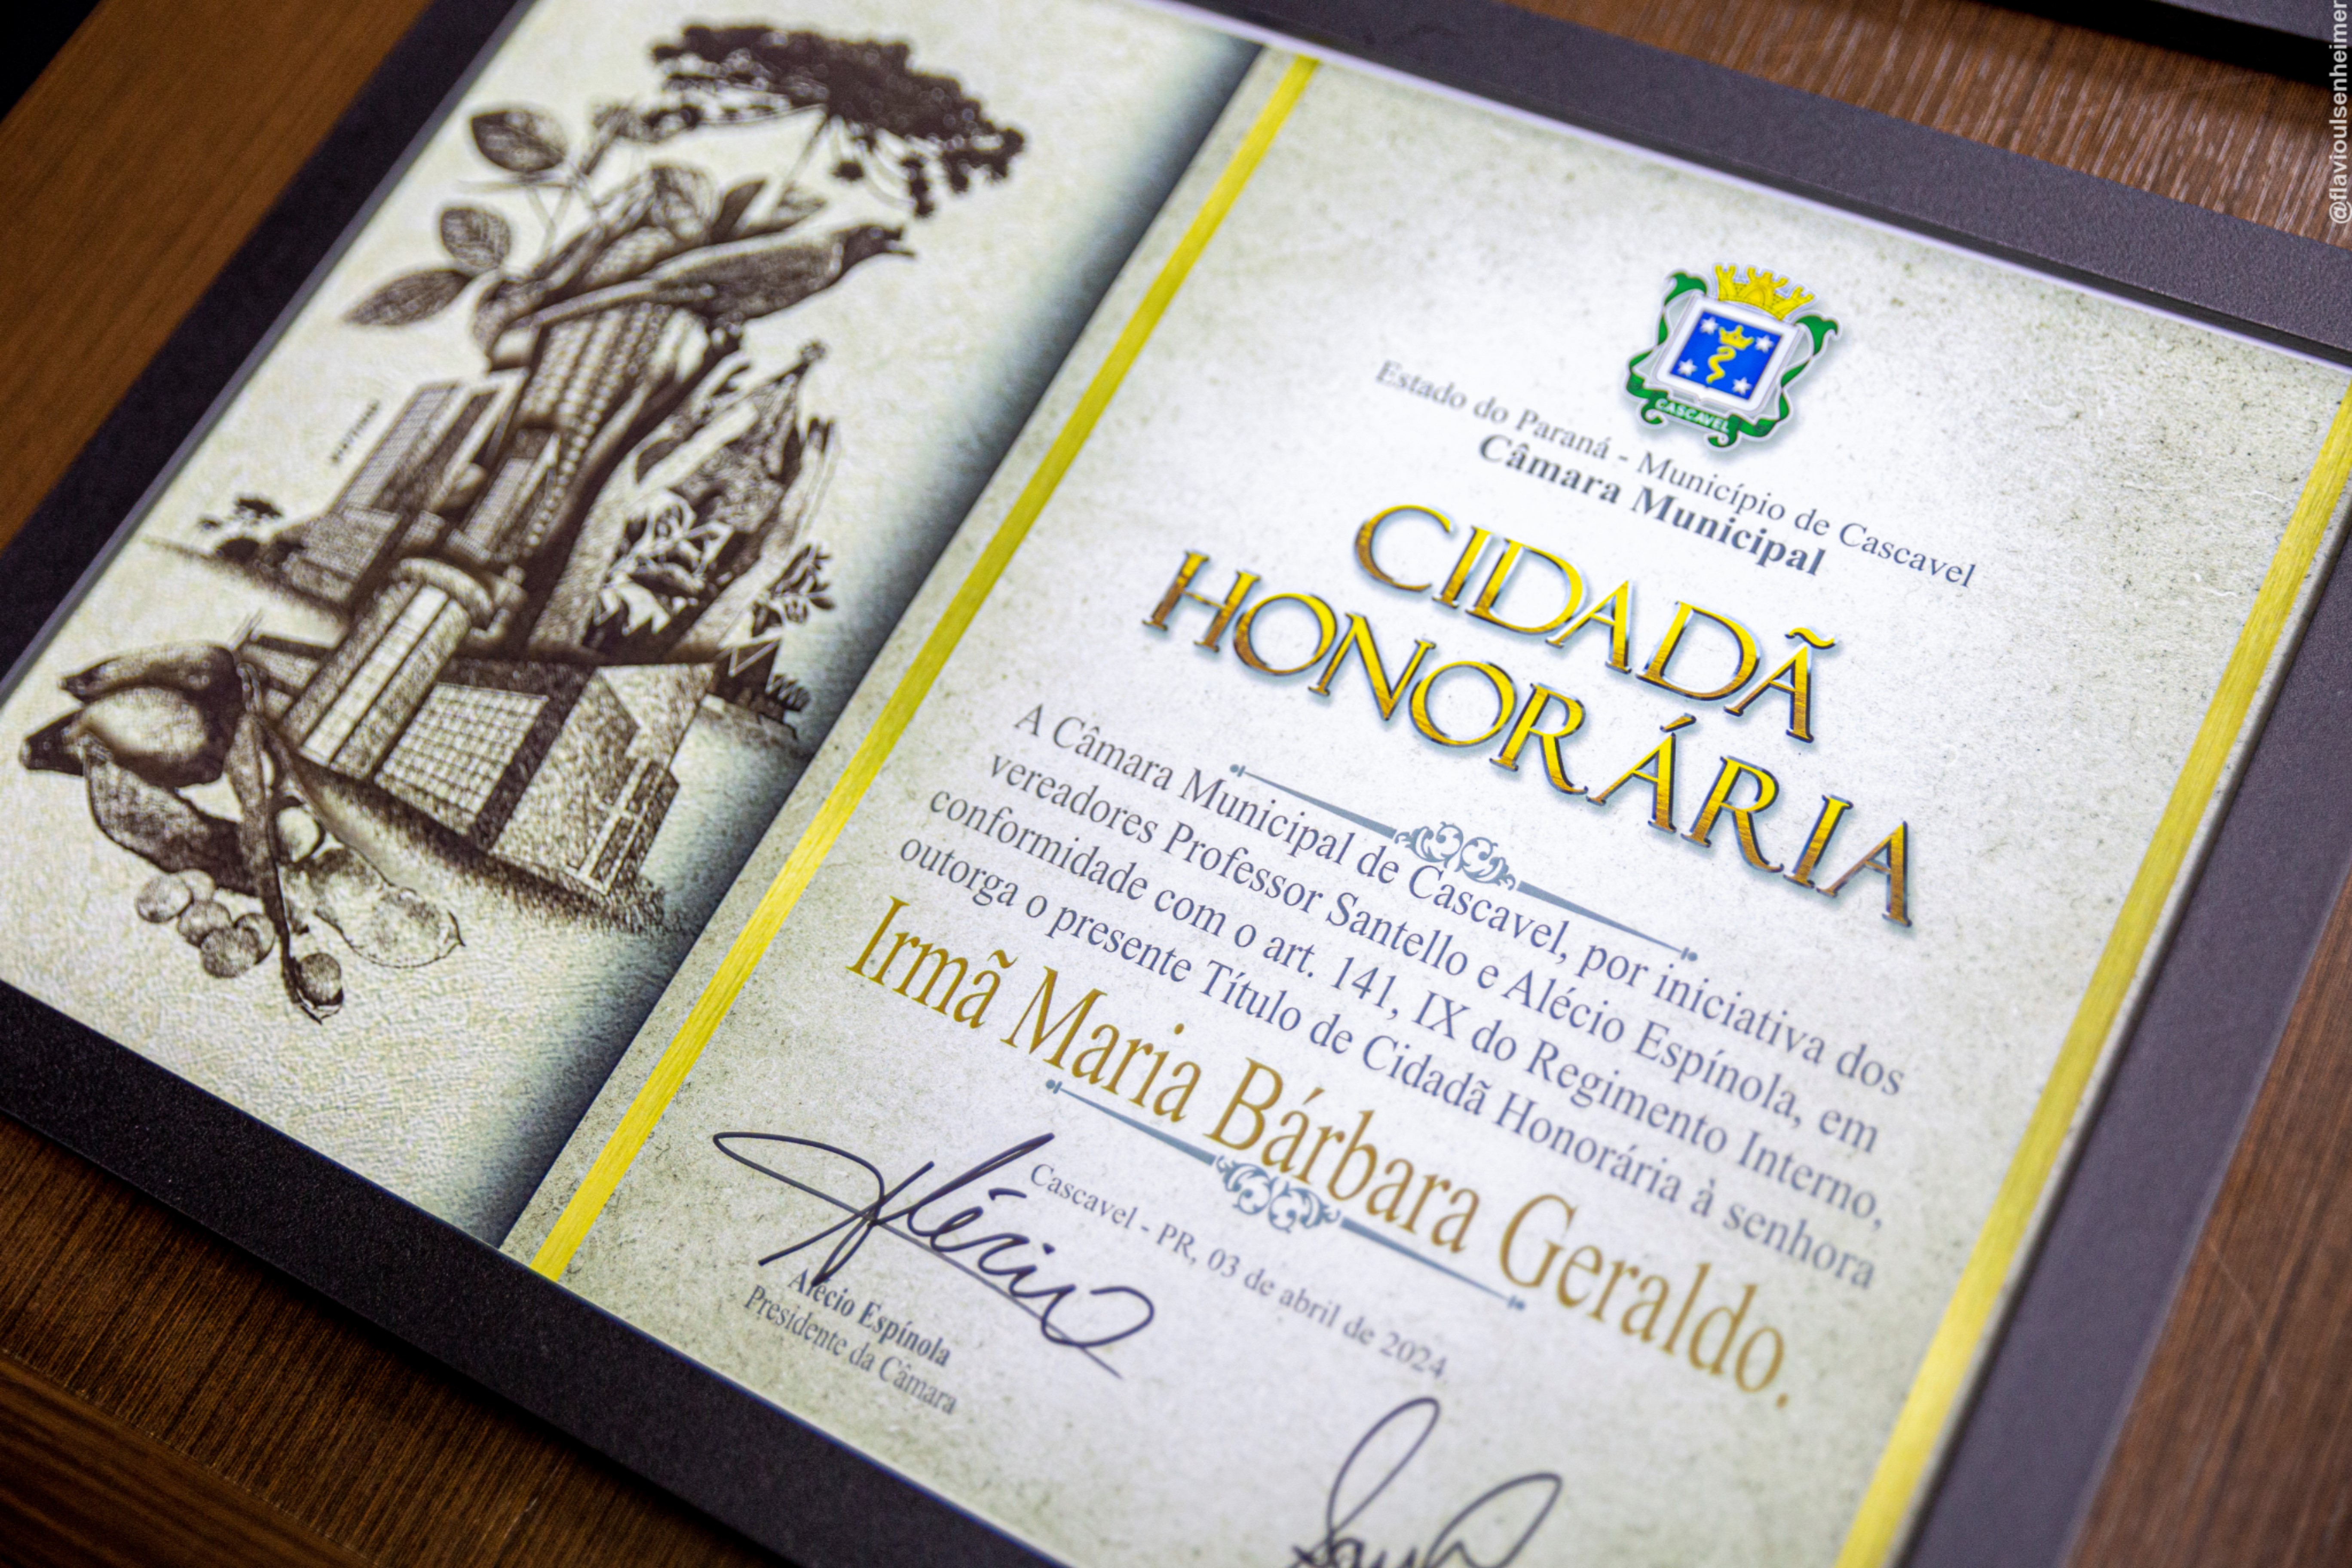 @flavioulsenheimer
CASCAVEL
Estado do Paraná - Município de Cascavel
Câmara Municipal
CIDADÃ
HONORÁRIA
A Câmara Municipal de Cascavel, por iniciativa dos
vereadores Professor Santello e Alécio Espínola, em
conformidade com o art. 141, IX do Regimento Interno,
outorga o presente Título de Cidadã Honorária à senhora
Irmã Maria Bárbara Geraldo.
Cascavel - PR, 03 de abril de 2024.
Alécio
Alécio Espínola
Presidente da Câmara